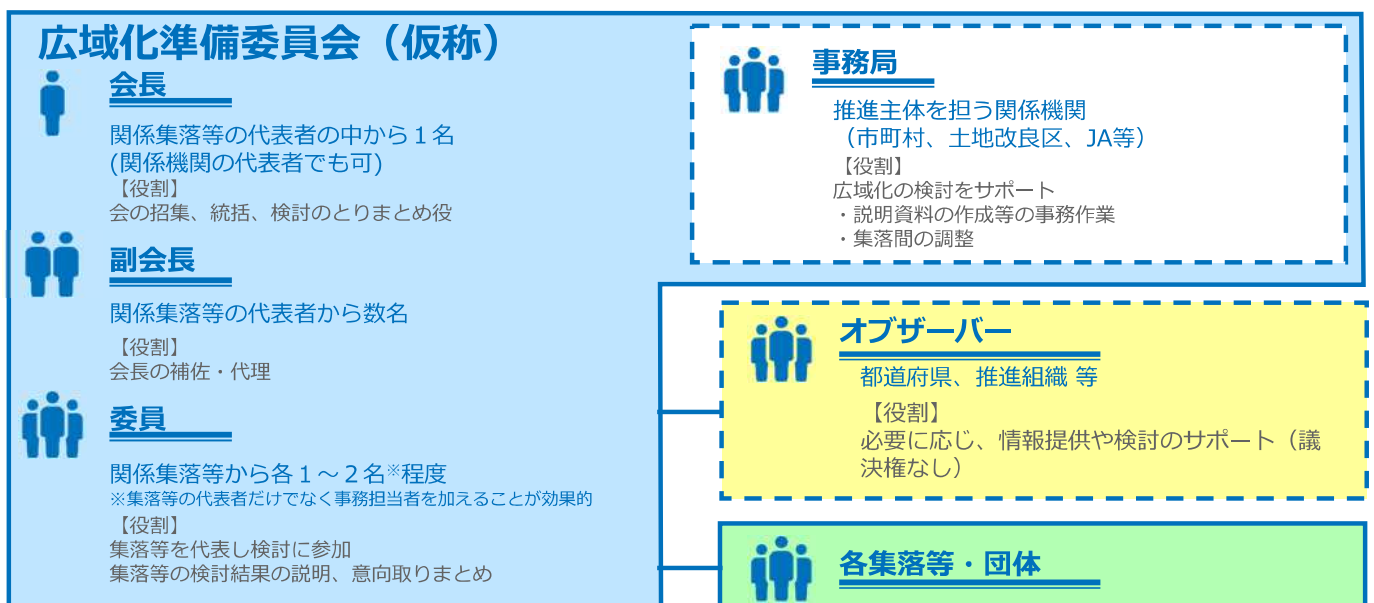 広域化準備委員会（仮称）
会長
関係集落等の代表者の中から１名
(関係機関の代表者でも可)
【役割】
会の招集、統括、検討のとりまとめ役
副会長
関係集落等の代表者から数名
【役割】
会長の補佐・代理
委員
関係集落等から各１～２名※程度
※集落等の代表者だけでなく事務担当者を加えることが効果的
【役割】
集落等を代表し検討に参加
集落等の検討結果の説明、意向取りまとめ
事務局
推進主体を担う関係機関
（市町村、土地改良区、JA等）
【役割】
広域化の検討をサポート
・説明資料の作成等の事務作業
・集落間の調整
オブザーバー
都道府県、推進組織 等
【役割】
必要に応じ、情報提供や検討のサポート（議
決権なし）
各集落等・団体